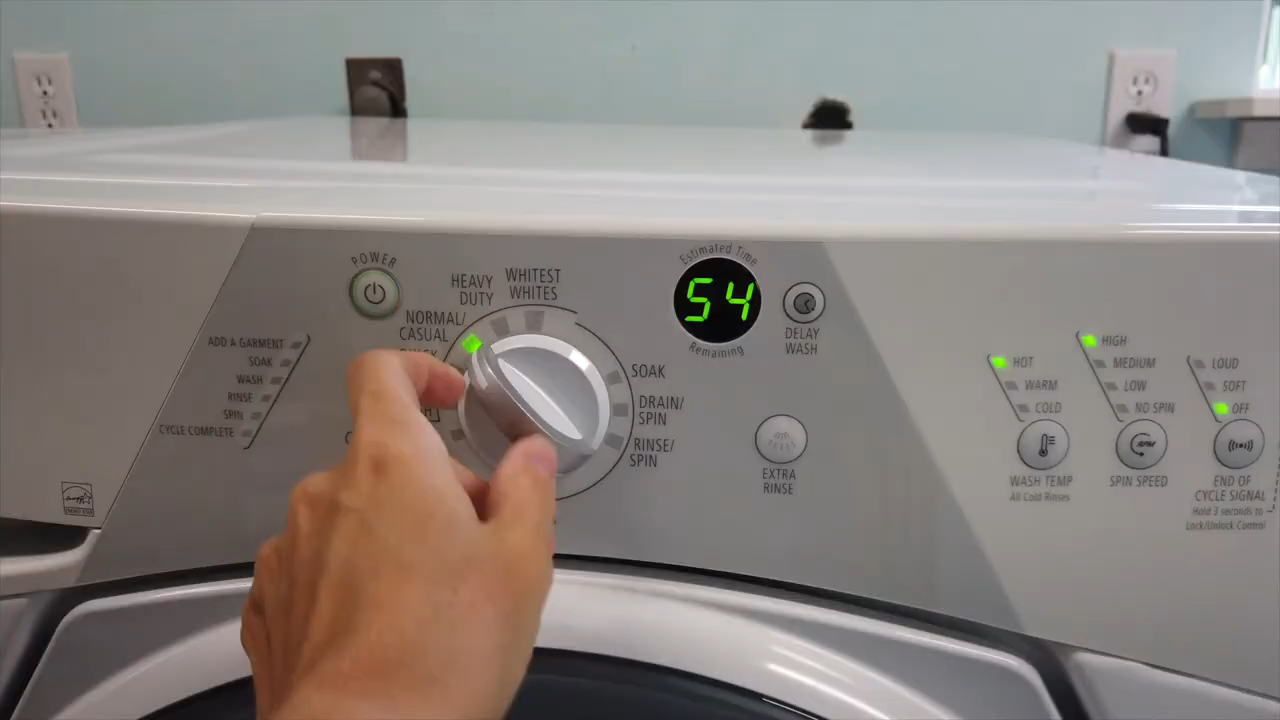 POWER
HEAVY
DUTY
WHITEST
WHITES
NORMAL/
CASUAL
ADD A GARMENT
SOAK
WASH
RINSE
SPIN
CYCLE COMPLETE
SOAK
DRAIN/
SPIN
RINSE/
SPIN
Estimated Time
54
Remaining
DELAY
WASH
EXTRA
RINSE
HOT
WARM
COLD
WASH TEMP
All Cold Rinses
HIGH
MEDIUM
LOW
NO SPIN
SPIN SPEED
LOUD
SOFT
OFF
END OF
CYCLE SIGNAL
Hold 3 seconds to
Lock/Unlock Control